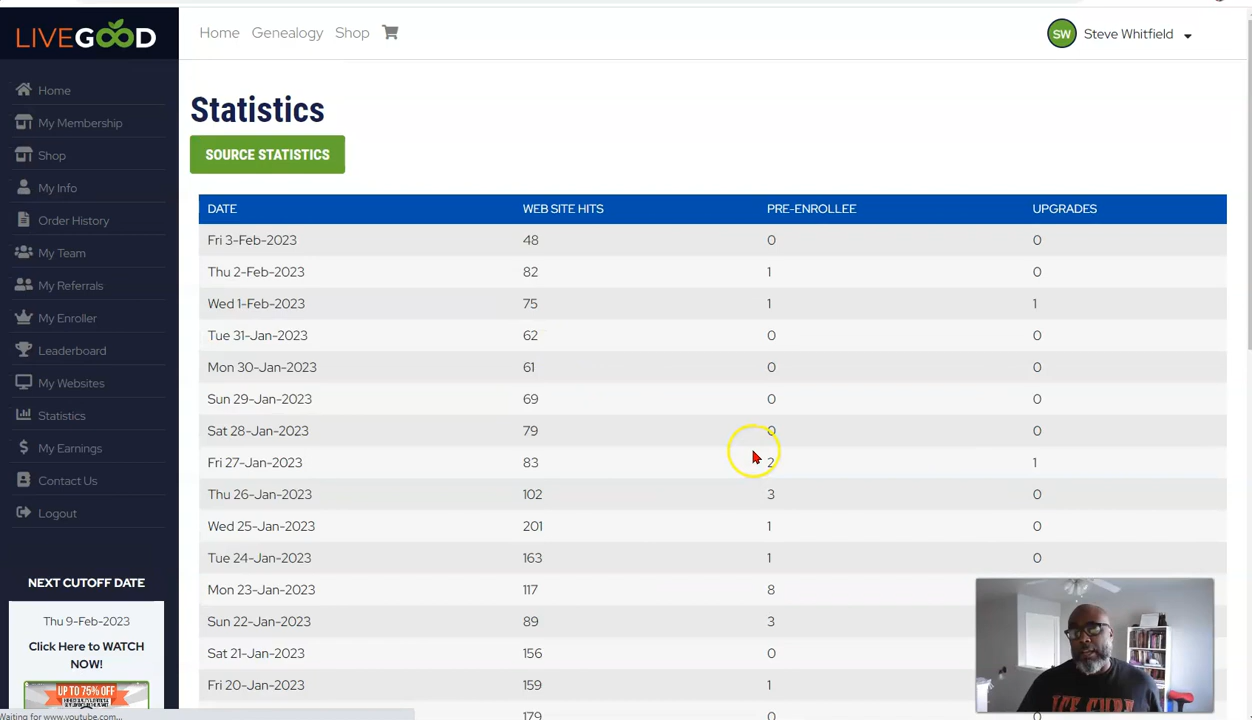 LIVEGOOD
Home Genealogy Shop
SW Steve Whitfield
Home
My Membership
Shop
My Info
Order History
My Team
My Referrals
My Enroller
Leaderboard
My Websites
Statistics
My Earnings
Contact Us
Logout
NEXT CUTOFF DATE
Thu 9-Feb-2023
Click Here to WATCH
NOW!
UP TO 75% OFF
Statistics
SOURCE STATISTICS
DATE WEB SITE HITS PRE-ENROLLEE UPGRADES
Fri 3-Feb-2023 48 0 0
Thu 2-Feb-2023 82 1 0
Wed 1-Feb-2023 75 1 1
Tue 31-Jan-2023 62 0 0
Mon 30-Jan-2023 61 0 0
Sun 29-Jan-2023 69 0 0
Sat 28-Jan-2023 79 0 0
Fri 27-Jan-2023 83 2 1
Thu 26-Jan-2023 102 3 0
Wed 25-Jan-2023 201 1 0
Tue 24-Jan-2023 163 1 0
Mon 23-Jan-2023 117 8
Sun 22-Jan-2023 89 3
Sat 21-Jan-2023 156 0
Fri 20-Jan-2023 159 1
179 0
Waiting for www.youtube.com...